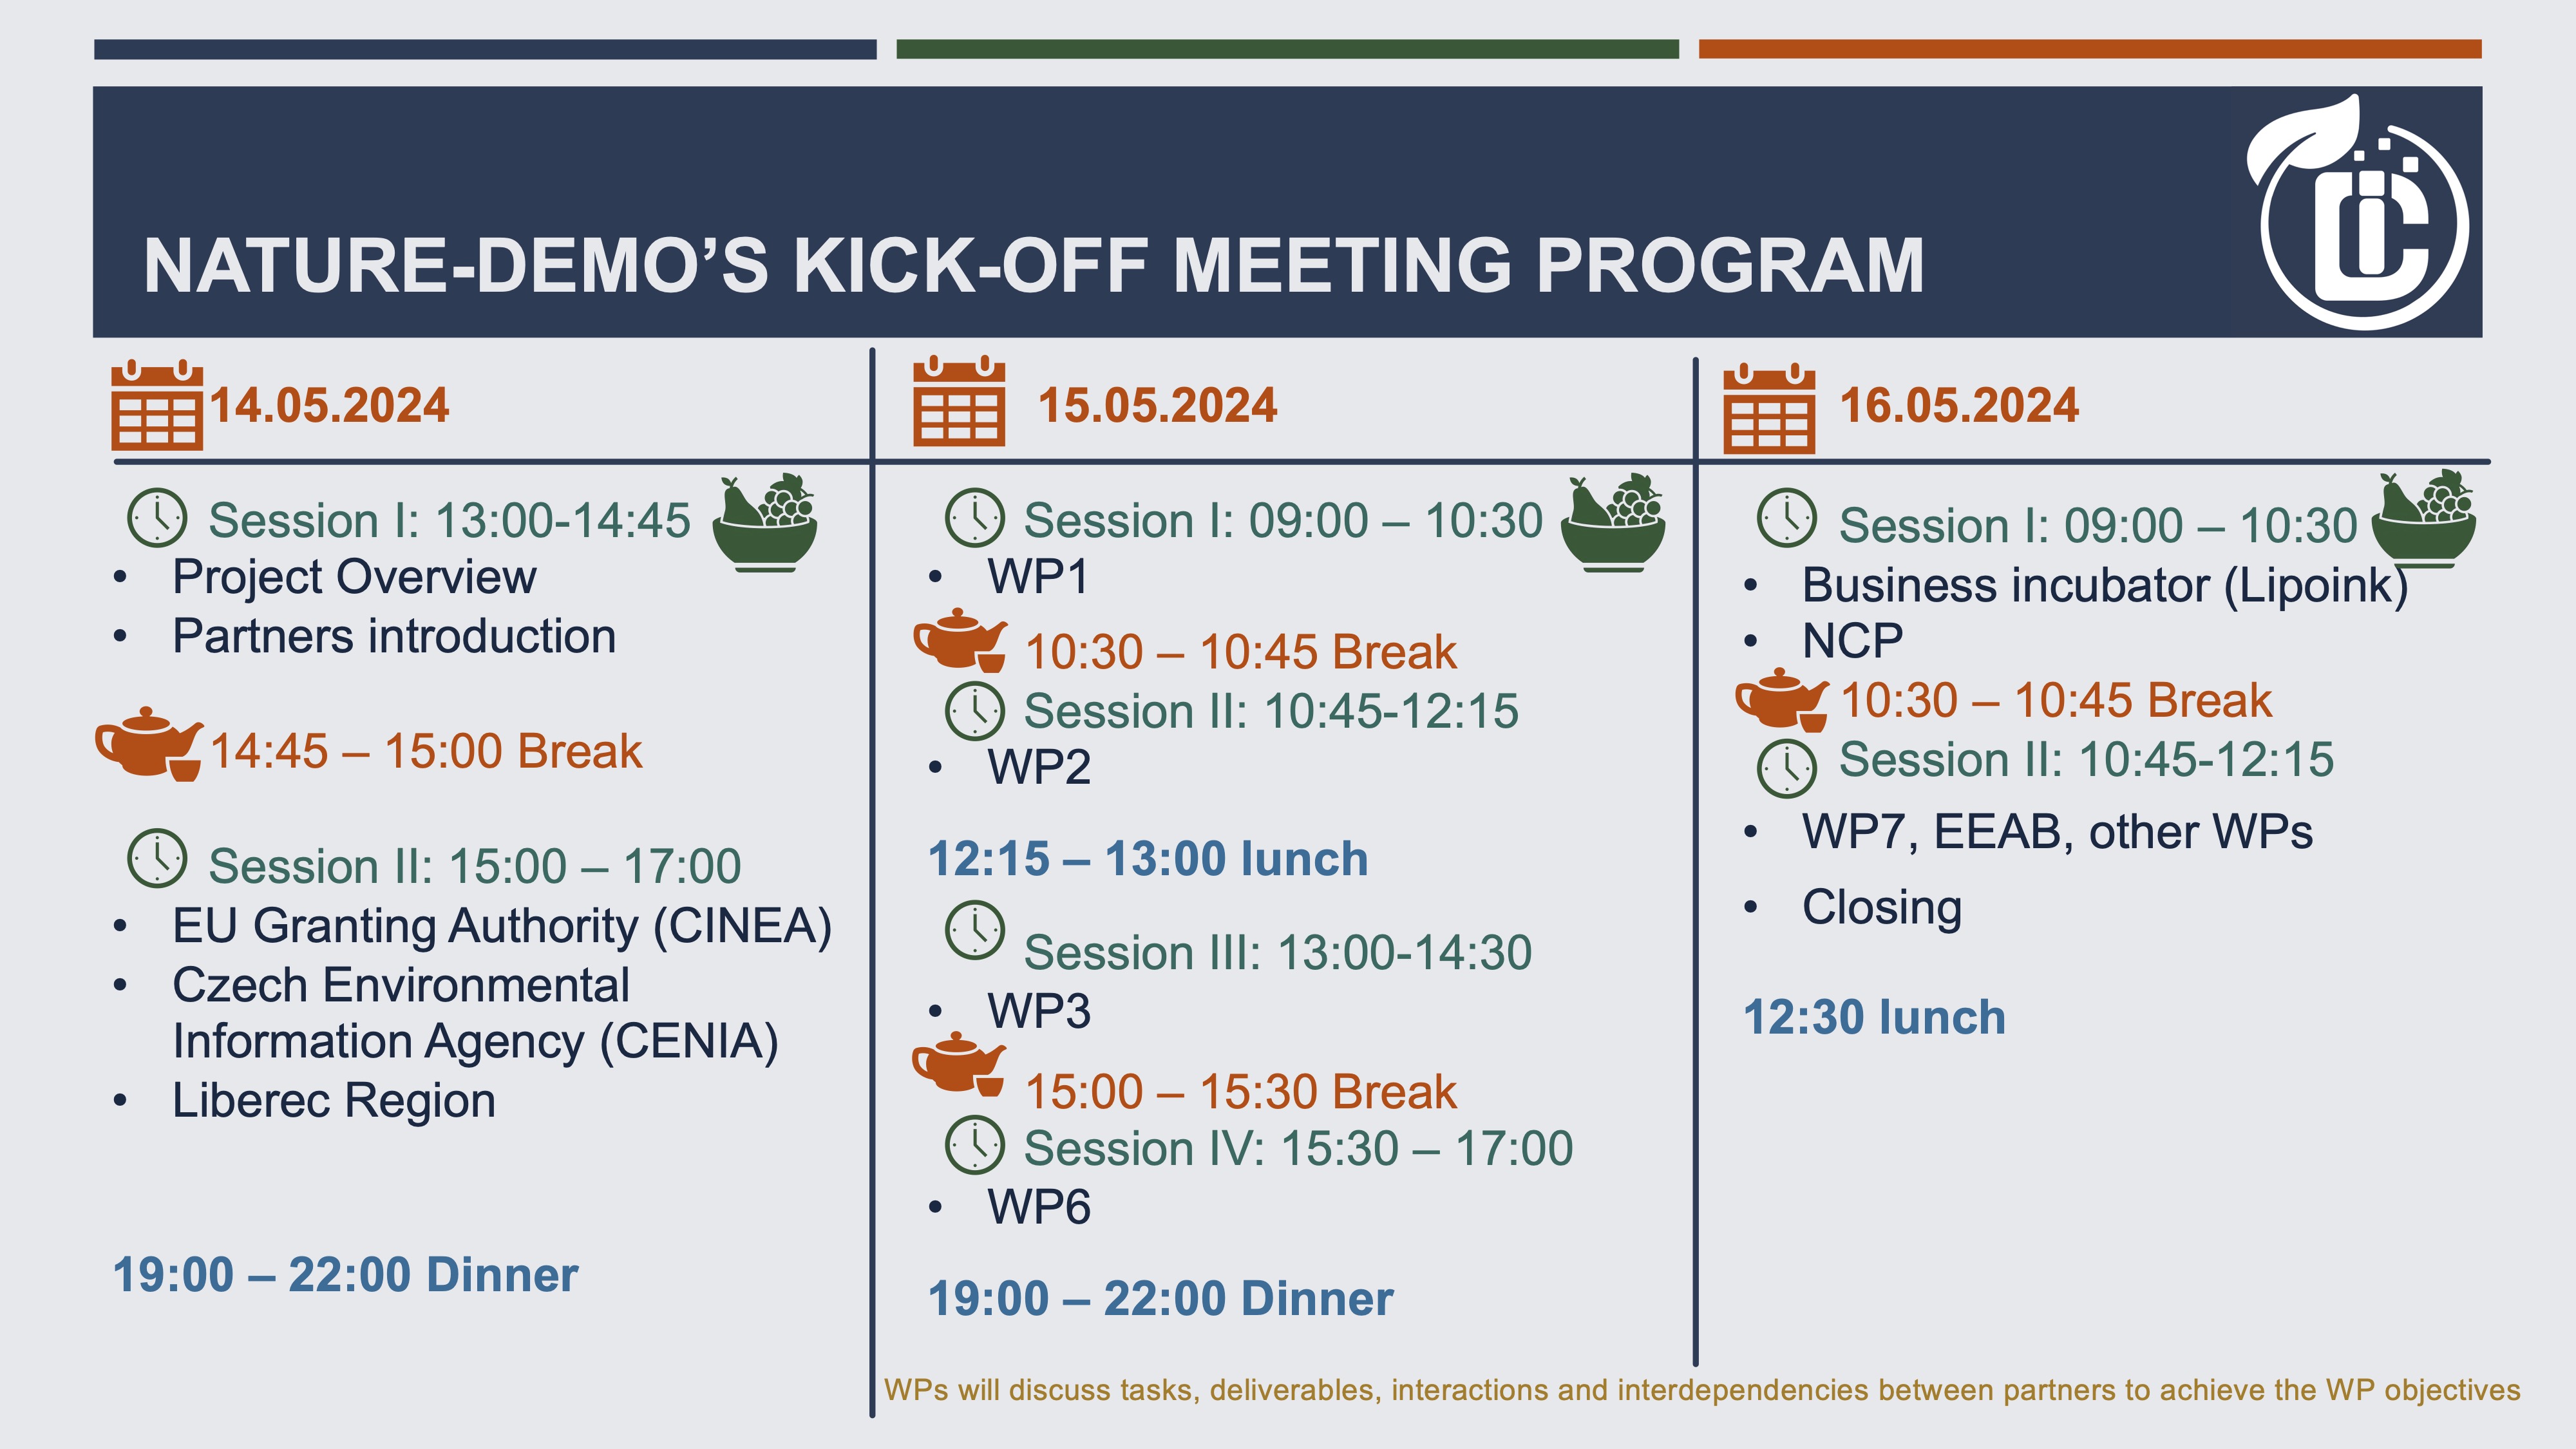 NATURE-DEMO’S KICK-OFF MEETING PROGRAM
14.05.2024
Session I: 13:00-14:45
• Project Overview
• Partners introduction
14:45 – 15:00 Break
Session II: 15:00 – 17:00
• EU Granting Authority (CINEA)
• Czech Environmental
Information Agency (CENIA)
• Liberec Region
19:00 – 22:00 Dinner
15.05.2024
Session I: 09:00 – 10:30
• WP1
10:30 – 10:45 Break
Session II: 10:45-12:15
• WP2
12:15 – 13:00 lunch
Session III: 13:00-14:30
• WP3
15:00 – 15:30 Break
Session IV: 15:30 – 17:00
• WP6
19:00 – 22:00 Dinner
16.05.2024
Session I: 09:00 – 10:30
• Business incubator (Lipoink)
• NCP
10:30 – 10:45 Break
Session II: 10:45-12:15
• WP7, EEAB, other WPs
• Closing
12:30 lunch
WPs will discuss tasks, deliverables, interactions and interdependencies between partners to achieve the WP objectives